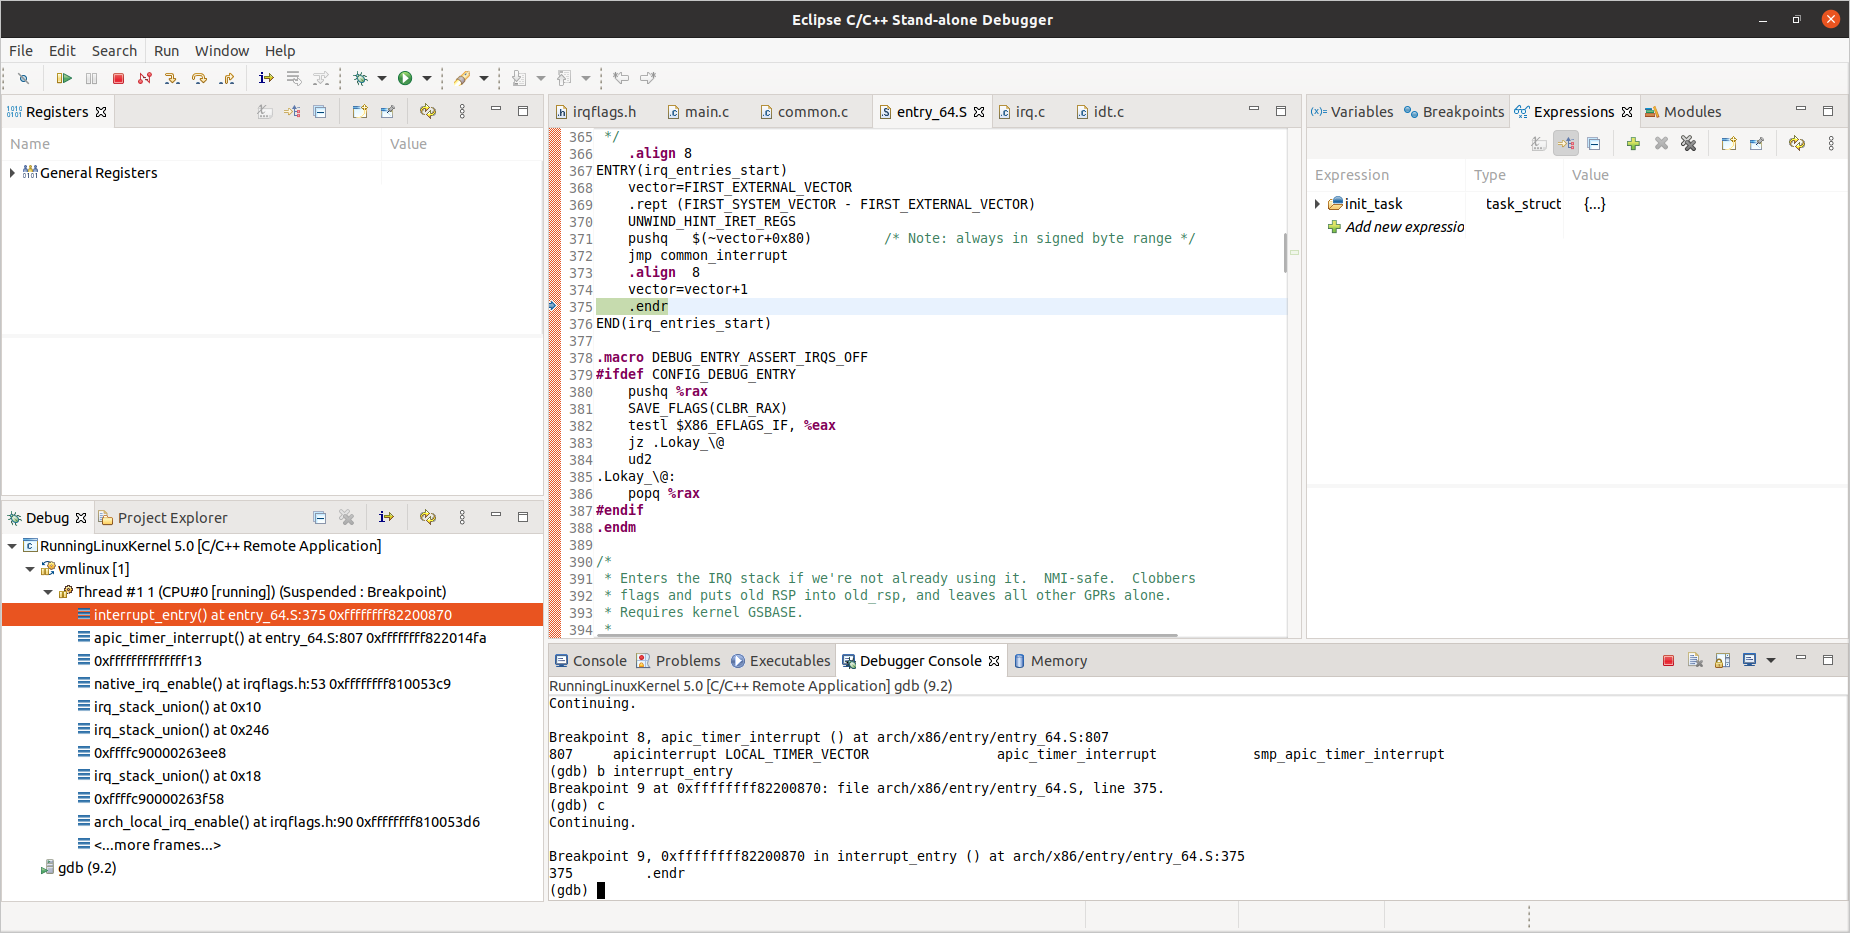 Eclipse C/C++ Stand-alone Debugger
File Edit Search Run Window Help
Registers
Name Value
General Registers
Debug Project Explorer
RunningLinuxKernel 5.0 [C/C++ Remote Application]
vmlinux [1]
Thread #1 1 (CPU#0 [running]) (Suspended : Breakpoint)
interrupt_entry() at entry_64.S:375 0xffffffff82200870
apic_timer_interrupt() at entry_64.S:807 0xffffffff822014fa
0xffffffffffffff13
native_irq_enable() at irqflags.h:53 0xffffffff810053c9
irq_stack_union() at 0x10
irq_stack_union() at 0x246
0xffffc90000263ee8
irq_stack_union() at 0x18
0xffffc90000263f58
arch_local_irq_enable() at irqflags.h:90 0xffffffff810053d6
<...more frames...>
gdb (9.2)
irqflags.h main.c common.c entry_64.S irq.c idt.c
365 */
366 .align 8
367 ENTRY(irq_entries_start)
368 vector=FIRST_EXTERNAL_VECTOR
369 .rept (FIRST_SYSTEM_VECTOR - FIRST_EXTERNAL_VECTOR)
370 UNWIND_HINT_IRET_REGS
371 pushq $(~vector+0x80) /* Note: always in signed byte range */
372 jmp common_interrupt
373 .align 8
374 vector=vector+1
375 .endr
376 END(irq_entries_start)
377
378 .macro DEBUG_ENTRY_ASSERT_IRQS_OFF
379 #ifdef CONFIG_DEBUG_ENTRY
380 pushq %rax
381 SAVE_FLAGS(CLBR_RAX)
382 testl $X86_EFLAGS_IF, %eax
383 jz .Lokay_\@
384 ud2
385 .Lokay_\@:
386 popq %rax
387 #endif
388 .endm
389
390 /*
391 * Enters the IRQ stack if we're not already using it. NMI-safe. Clobbers
392 * flags and puts old RSP into old_rsp, and leaves all other GPRs alone.
393 * Requires kernel GSBASE.
394 *
(x)= Variables Breakpoints Expressions Modules
Expression Type Value
init_task task_struct {...}
Add new expressio
Console Problems Executables Debugger Console Memory
RunningLinuxKernel 5.0 [C/C++ Remote Application] gdb (9.2)
Continuing.
Breakpoint 8, apic_timer_interrupt () at arch/x86/entry/entry_64.S:807
807 apicinterrupt LOCAL_TIMER_VECTOR apic_timer_interrupt smp_apic_timer_interrupt
(gdb) b interrupt_entry
Breakpoint 9 at 0xffffffff82200870: file arch/x86/entry/entry_64.S, line 375.
(gdb) c
Continuing.
Breakpoint 9, 0xffffffff82200870 in interrupt_entry () at arch/x86/entry/entry_64.S:375
375 .endr
(gdb)